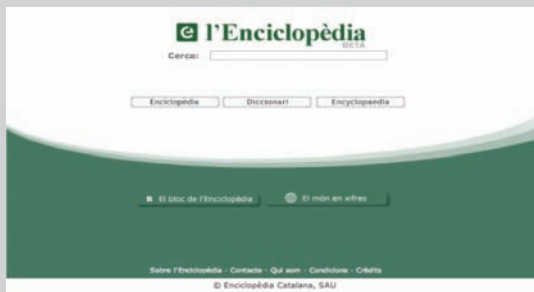 e l'Enciclopèdia
BETA
Cerca:
Enciclopèdia Diccionari Encyclopaedia
B El bloc de l'Enciclopèdia El món en xifres
Sobre l'Enciclopèdia - Contacte - Qui som - Condicions - Crèdits
© Enciclopèdia Catalana, SAU